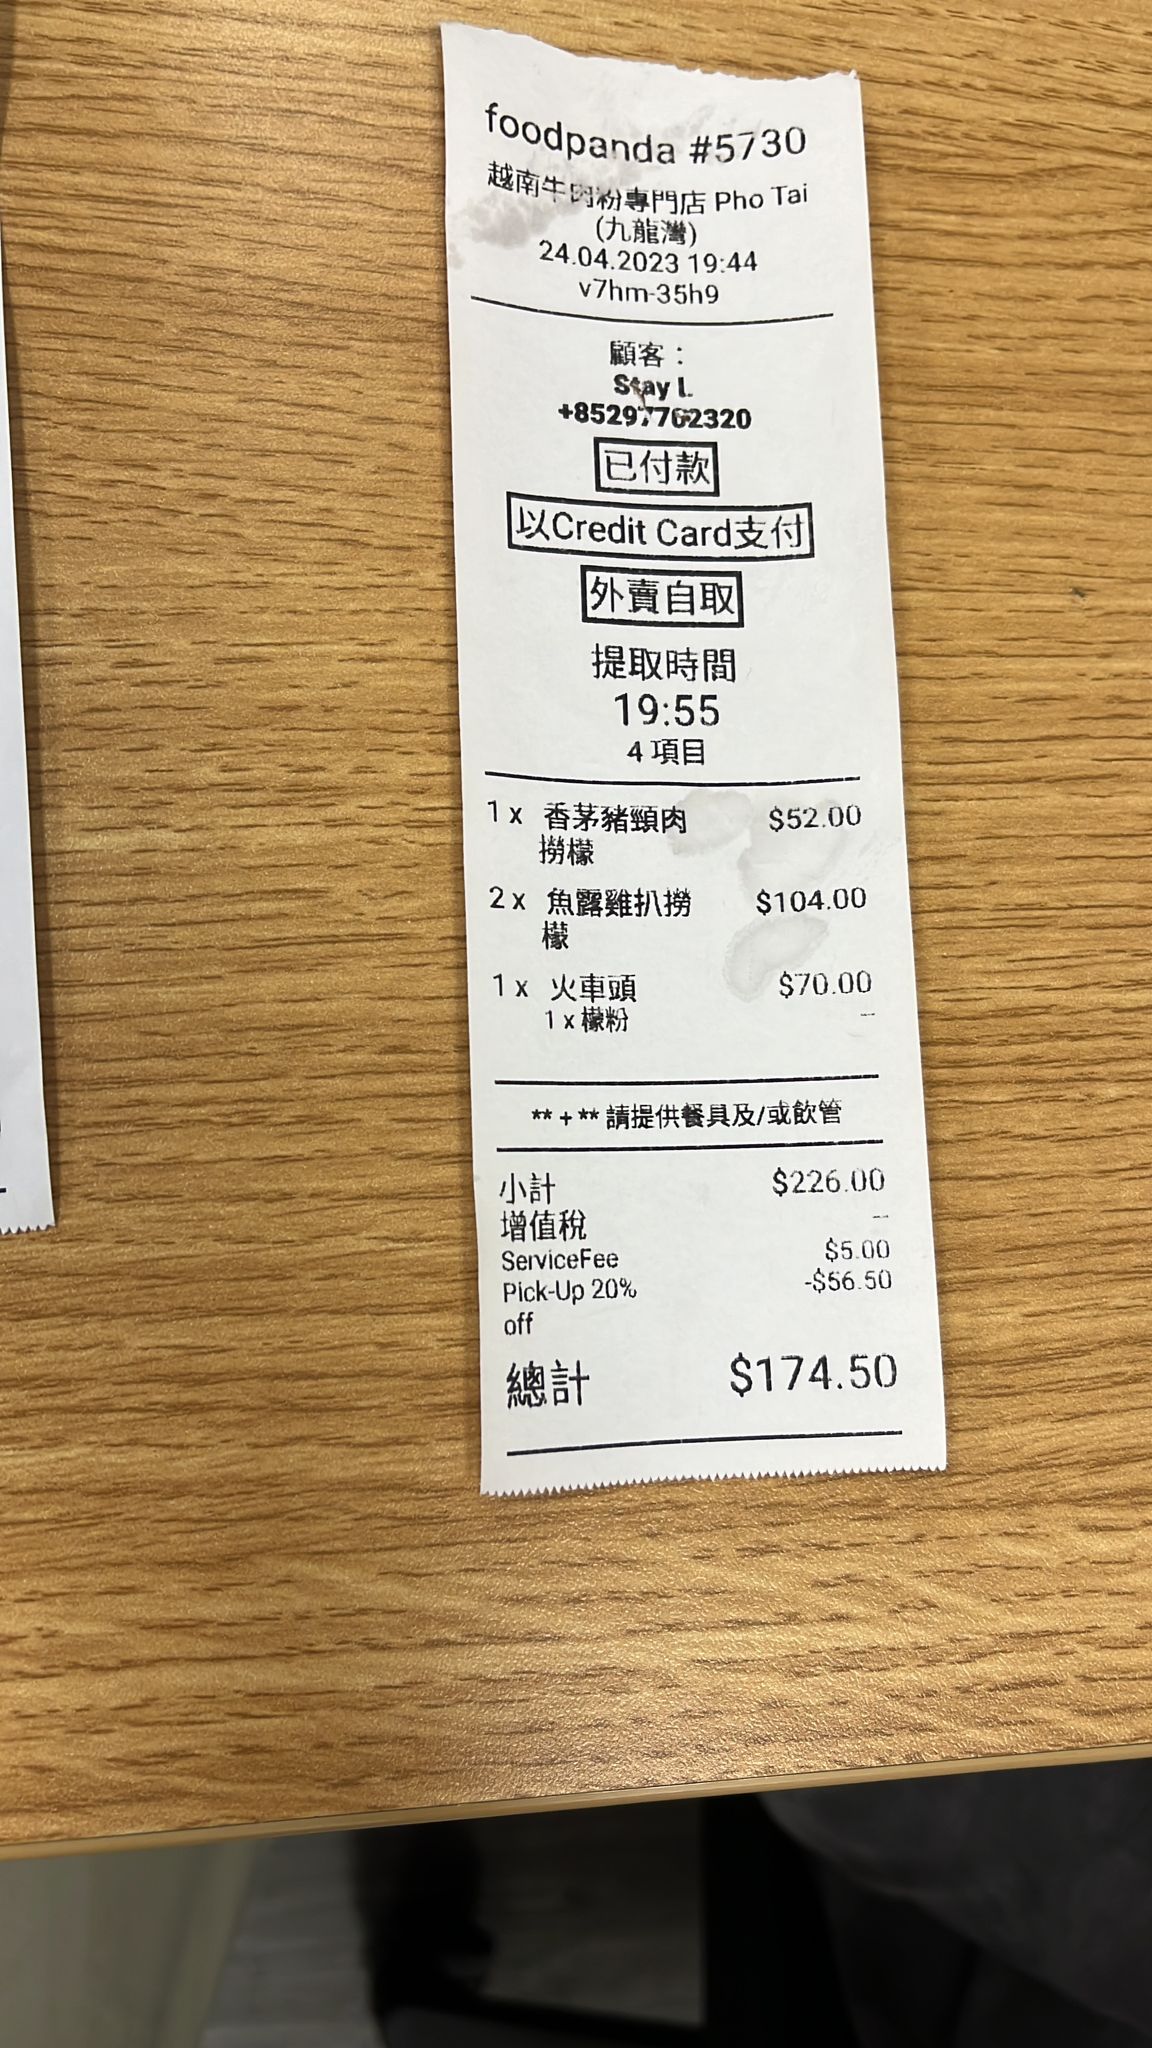 foodpanda #5730
越南牛肉粉專門店 Pho Tai
(九龍灣)
24.04.2023 19:44
v7hm-35h9
顧客：
Stay L.
+85297762320
已付款
以Credit Card支付
外賣自取
提取時間
19:55
4 項目
1 x 香茅豬頸肉 $52.00
撈檬
2 x 魚露雞扒撈 $104.00
檬
1 x 火車頭 $70.00
1 x 檬粉 –
** + ** 請提供餐具及/或飲管
小計 $226.00
增值稅 –
ServiceFee $5.00
Pick-Up 20% -$56.50
off
總計 $174.50